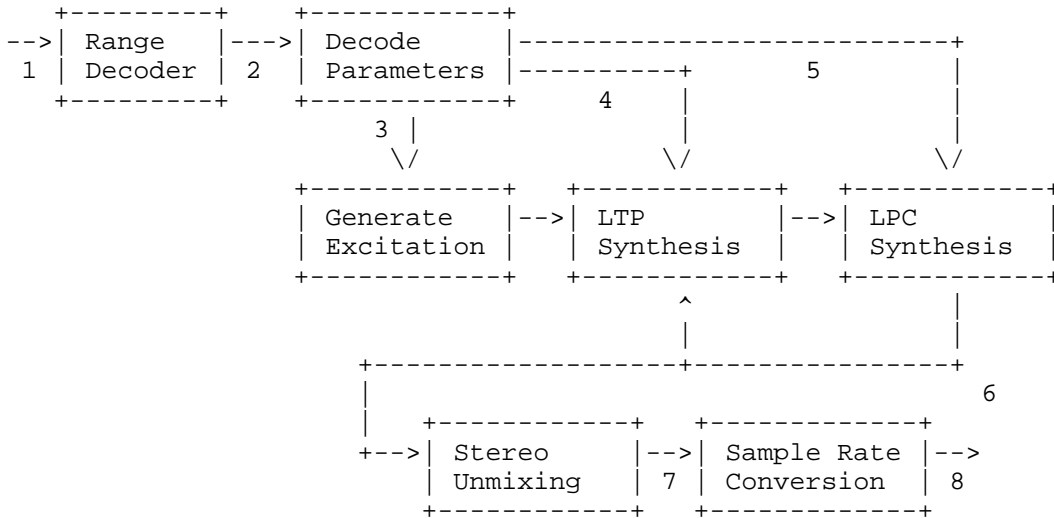 Range Decode
1 Decoder 2 Parameters 5
4
3
Generate LTP LPC
Excitation Synthesis Synthesis
6
Stereo Sample Rate
Unmixing 7 Conversion 8